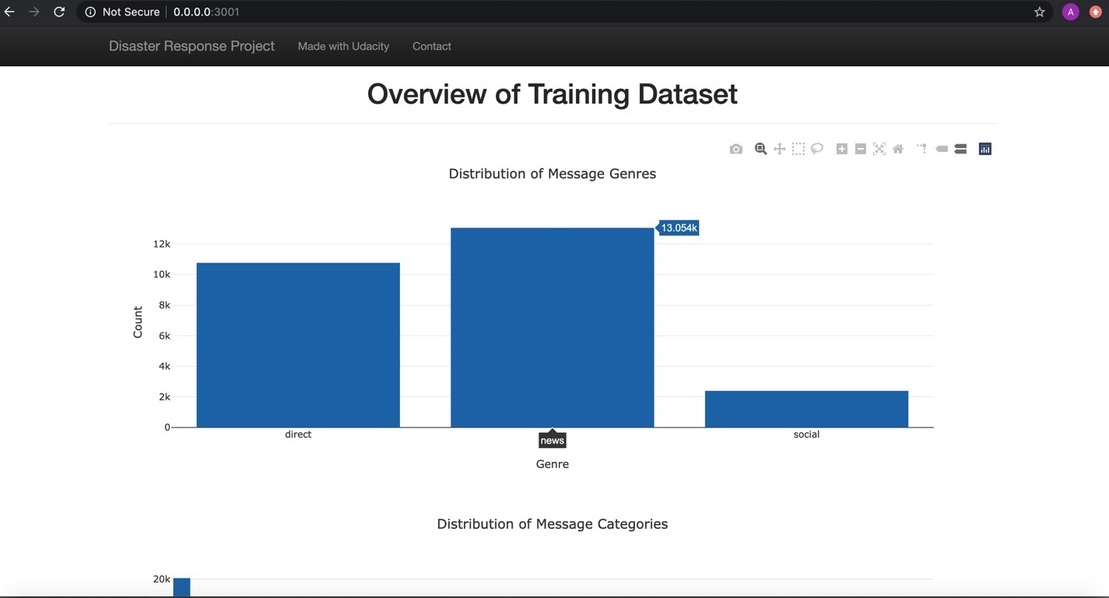 Not Secure | 0.0.0.0:3001
A
Disaster Response Project Made with Udacity Contact
Overview of Training Dataset
Distribution of Message Genres
13.054k
12k
10k
8k
6k
4k
2k
0
Count
direct news social
Genre
Distribution of Message Categories
20k